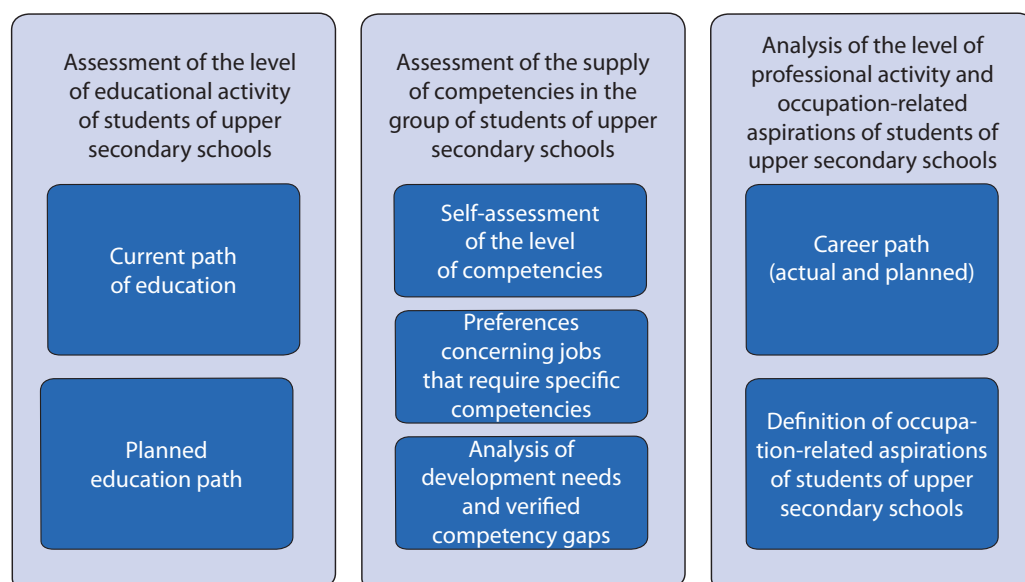 Assessment of the level
of educational activity
of students of upper
secondary schools
Current path
of education
Planned
education path
Assessment of the supply
of competencies in the
group of students of upper
secondary schools
Self-assessment
of the level
of competencies
Preferences
concerning jobs
that require specific
competencies
Analysis of
development needs
and verified
competency gaps
Analysis of the level of
professional activity and
occupation-related
aspirations of students of
upper secondary schools
Career path
(actual and planned)
Definition of occupa-
tion-related aspirations
of students of upper
secondary schools